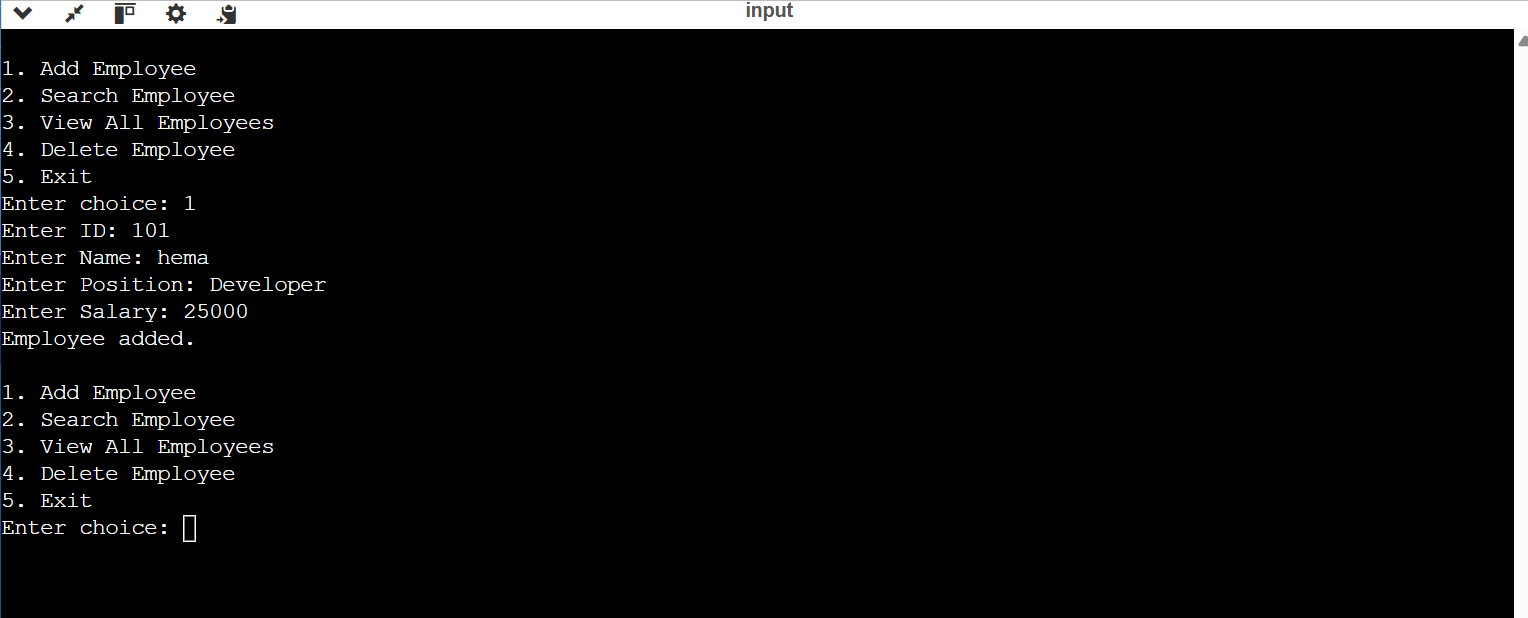 input
1. Add Employee
2. Search Employee
3. View All Employees
4. Delete Employee
5. Exit
Enter choice: 1
Enter ID: 101
Enter Name: hema
Enter Position: Developer
Enter Salary: 25000
Employee added.
1. Add Employee
2. Search Employee
3. View All Employees
4. Delete Employee
5. Exit
Enter choice: